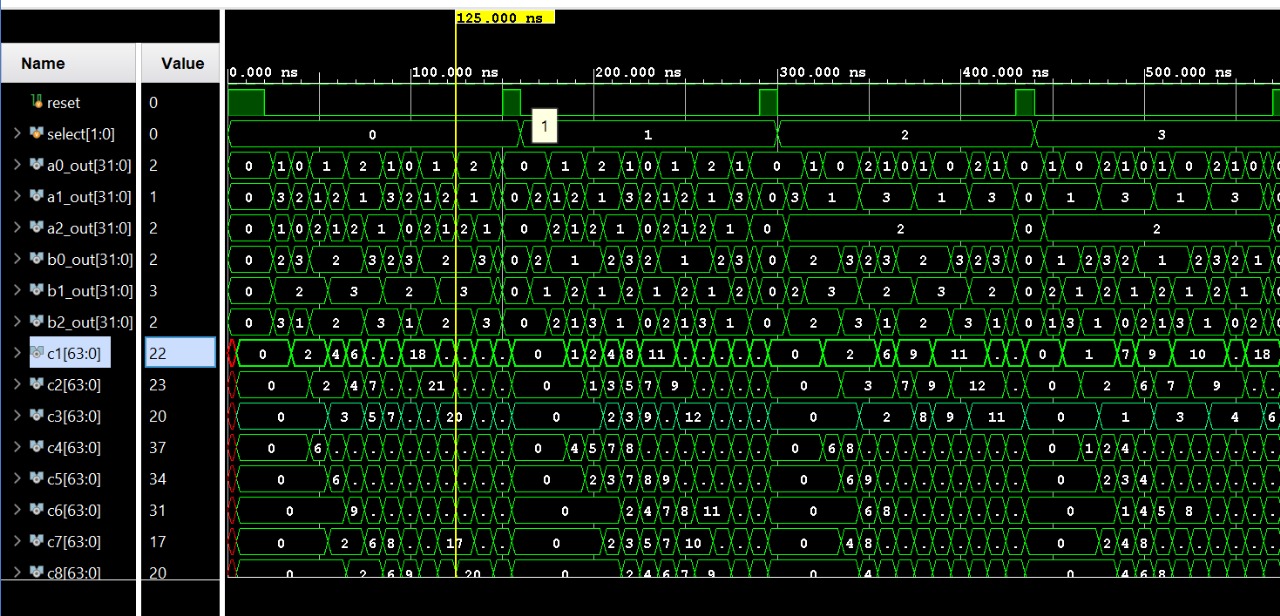 125.000 ns
Name Value
0.000 ns 100.000 ns 200.000 ns 300.000 ns 400.000 ns 500.000 ns
reset 0
select[1:0] 0 0 1 1 2 3
a0_out[31:0] 2 0 1 0 1 2 1 0 1 2 0 1 2 1 0 1 2 1 0 1 0 2 1 0 1 0 2 1 0 1 0 2 1 0 1 0 2 1 0
a1_out[31:0] 1 0 3 2 1 2 1 3 2 1 2 1 0 2 1 2 1 3 2 1 2 1 3 0 3 1 3 1 3 0 1 3 1 3
a2_out[31:0] 2 0 1 0 2 1 2 1 0 2 1 2 1 0 2 1 2 1 0 2 1 2 1 0 2 0 2
b0_out[31:0] 2 0 2 3 2 3 2 3 2 3 0 2 1 2 3 2 1 2 3 0 2 3 2 3 2 3 2 3 0 1 2 3 2 1 2 3 2 1
b1_out[31:0] 3 0 2 3 2 3 0 1 2 1 2 1 2 1 2 0 2 3 2 3 2 0 1 2 1 2 1 2 1
b2_out[31:0] 2 0 3 1 2 3 1 2 3 0 2 1 3 1 0 2 1 3 1 0 2 3 1 2 3 0 1 3 1 0 2 1 3 1 0 2
c1[63:0] 22 0 2 4 6 . . 18 . . . . 0 1 2 4 8 11 . . . . . 0 2 6 9 11 . . 0 1 7 9 10 . 18
c2[63:0] 23 0 2 4 7 . . 21 . . . 0 1 3 5 7 9 . . . . 0 3 7 9 12 . . 0 2 6 7 9 . .
c3[63:0] 20 0 3 5 7 . . 20 . . 0 2 3 9 . 12 . . . 0 2 8 9 11 0 1 3 4 6
c4[63:0] 37 0 6 . . . . . . . . . 0 4 5 7 8 . . . . . . . 0 6 8 . . . . . . . . . 0 1 2 4 . . . . . . .
c5[63:0] 34 0 6 . . . . . . . . . 0 2 3 7 8 9 . . . . . 0 6 9 . . . . . . . . 0 2 3 4 . . . . . . .
c6[63:0] 31 0 9 . . . . . . . . 0 2 4 7 8 11 . . . 0 6 8 . . . . . . . 0 1 4 5 8 . . . .
c7[63:0] 17 0 2 6 8 . . 17 . . 0 2 3 5 7 10 . . . 0 4 8 . . . . . . . . 0 2 4 8 . . . . . .
c8[63:0] 20 0 2 6 9 . . 20 . 0 2 4 6 7 9 . . . 0 4 . . . . . . . . 0 4 6 8 . . . . . .